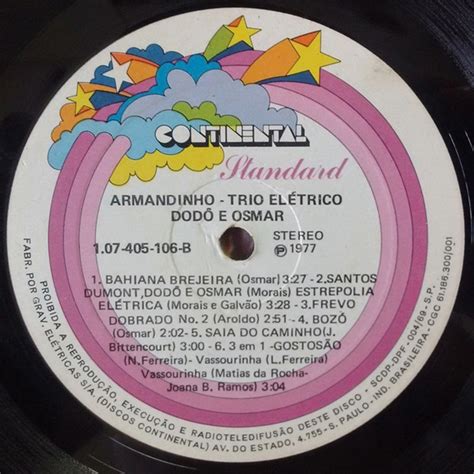 CONTINENTAL
Standard
ARMANDINHO - TRIO ELÉTRICO
DODÔ E OSMAR
1.07-405-106-B
STEREO
Ⓟ 1977
1. BAHIANA BREJEIRA (Osmar) 3:27 - 2. SANTOS
DUMONT, DODÔ E OSMAR (Morais) ESTREPOLIA
ELÉTRICA (Morais e Galvão) 3:28 - 3. FREVO
DOBRADO No. 2 (Aroldo) 2:51 - 4. BOZÓ
(Osmar) 2:02 - 5. SAIA DO CAMINHO (J.
Bittencourt) 3:00 - 6. 3 em 1 - GOSTOSÃO
(N. Ferreira) - Vassourinha (L. Ferreira)
Vassourinha (Matias da Rocha-
Joana B. Ramos) 3:04
FABR. POR GRAV. ELÉTRICAS S/A. (DISCOS CONTINENTAL) AV. DO ESTADO, 4.755 - S. PAULO - IND. BRASILEIRA - CGC 61.186.300/001
PROIBIDA A REPRODUÇÃO, EXECUÇÃO E RADIOTELEDIFUSÃO DESTE DISCO - SCDP-DPF - 004/69 - S.P.